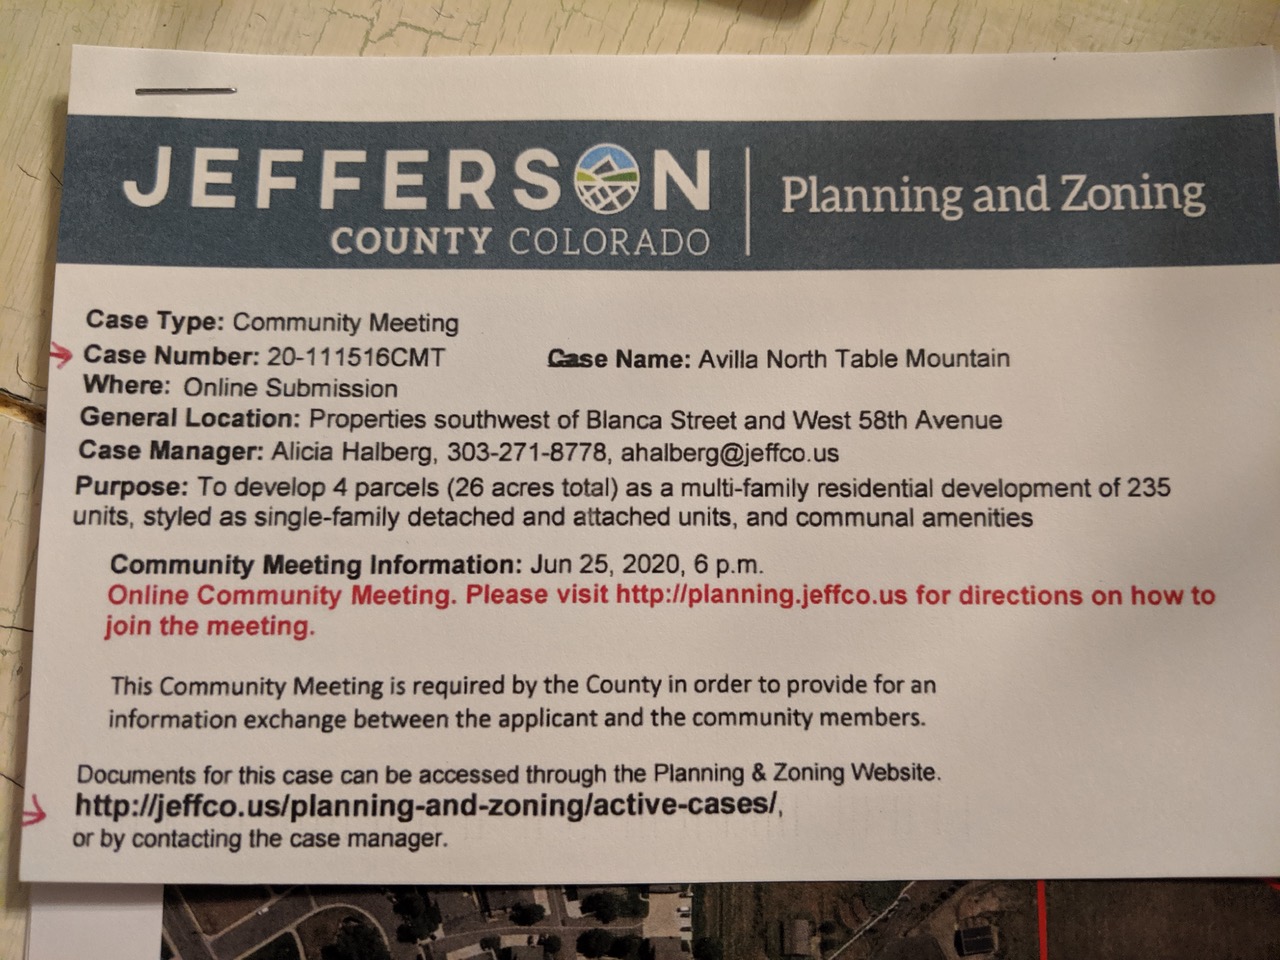 JEFFERSON
COUNTY COLORADO
Planning and Zoning
Case Type: Community Meeting
Case Number: 20-111516CMT Case Name: Avilla North Table Mountain
Where: Online Submission
General Location: Properties southwest of Blanca Street and West 58th Avenue
Case Manager: Alicia Halberg, 303-271-8778, ahalberg@jeffco.us
Purpose: To develop 4 parcels (26 acres total) as a multi-family residential development of 235
units, styled as single-family detached and attached units, and communal amenities
Community Meeting Information: Jun 25, 2020, 6 p.m.
Online Community Meeting. Please visit http://planning.jeffco.us for directions on how to
join the meeting.
This Community Meeting is required by the County in order to provide for an
information exchange between the applicant and the community members.
Documents for this case can be accessed through the Planning & Zoning Website.
http://jeffco.us/planning-and-zoning/active-cases/,
or by contacting the case manager.